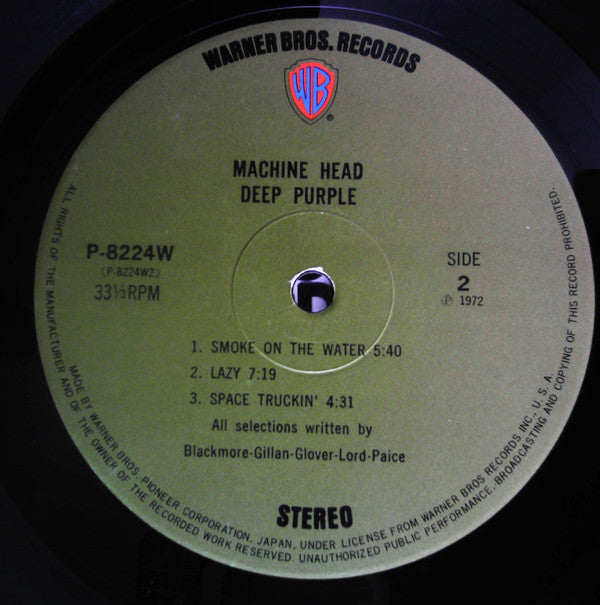 WARNER BROS. RECORDS
WB
®
MACHINE HEAD
DEEP PURPLE
P-8224W
(P-8224W2)
33⅓RPM
SIDE
2
Ⓟ 1972
1. SMOKE ON THE WATER 5:40
2. LAZY 7:19
3. SPACE TRUCKIN' 4:31
All selections written by
Blackmore-Gillan-Glover-Lord-Paice
STEREO
MADE BY WARNER BROS. PIONEER CORPORATION, JAPAN, UNDER LICENSE FROM WARNER BROS RECORDS INC., U. S. A.
ALL RIGHTS OF THE MANUFACTURER AND OF THE OWNER OF THE RECORDED WORK RESERVED. UNAUTHORIZED PUBLIC PERFORMANCE, BROADCASTING AND COPYING OF THIS RECORD PROHIBITED.